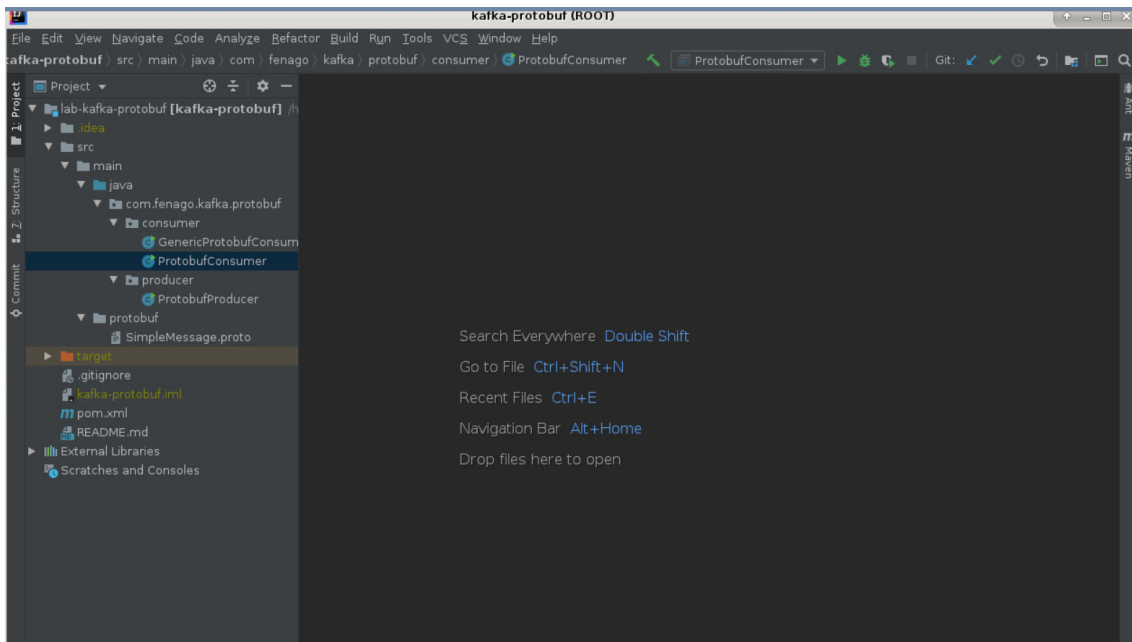 kafka-protobuf (ROOT)
File Edit View Navigate Code Analyze Refactor Build Run Tools VCS Window Help
kafka-protobuf src main java com fenago kafka protobuf consumer ProtobufConsumer ProtobufConsumer Git:
Project
lab-kafka-protobuf [kafka-protobuf] /h
.idea
src
main
java
com.fenago.kafka.protobuf
consumer
GenericProtobufConsum
ProtobufConsumer
producer
ProtobufProducer
protobuf
SimpleMessage.proto
target
.gitignore
kafka-protobuf.iml
pom.xml
README.md
External Libraries
Scratches and Consoles
1: Project
7: Structure
Commit
Search Everywhere Double Shift
Go to File Ctrl+Shift+N
Recent Files Ctrl+E
Navigation Bar Alt+Home
Drop files here to open
Ant
Maven